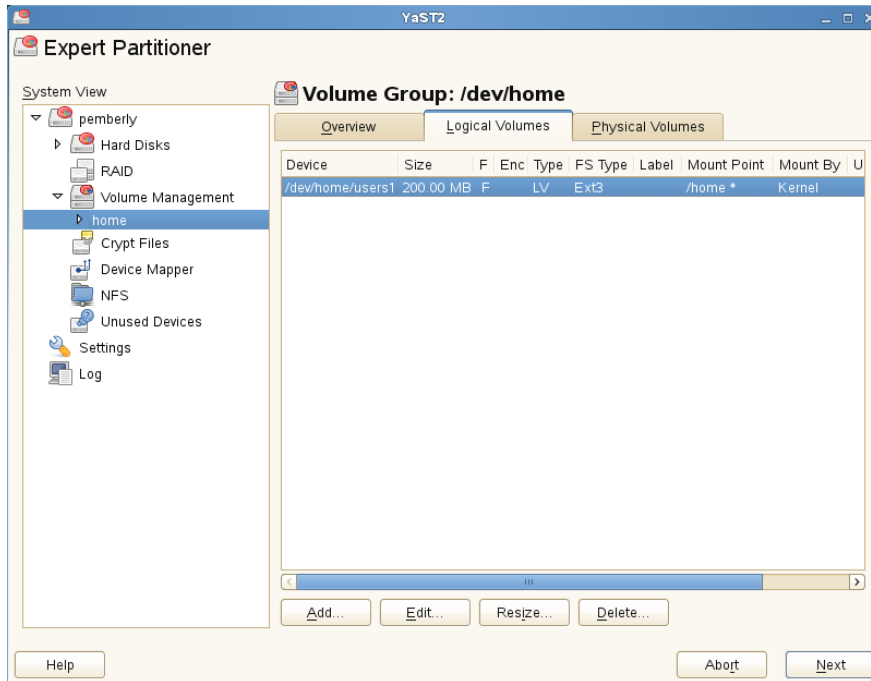 YaST2
Expert Partitioner
System View
pemberly
Hard Disks
RAID
Volume Management
home
Crypt Files
Device Mapper
NFS
Unused Devices
Settings
Log
Volume Group: /dev/home
Overview Logical Volumes Physical Volumes
Device Size F Enc Type FS Type Label Mount Point Mount By U
/dev/home/users1 200.00 MB F LV Ext3 /home * Kernel
Add... Edit... Resize... Delete...
Help Abort Next